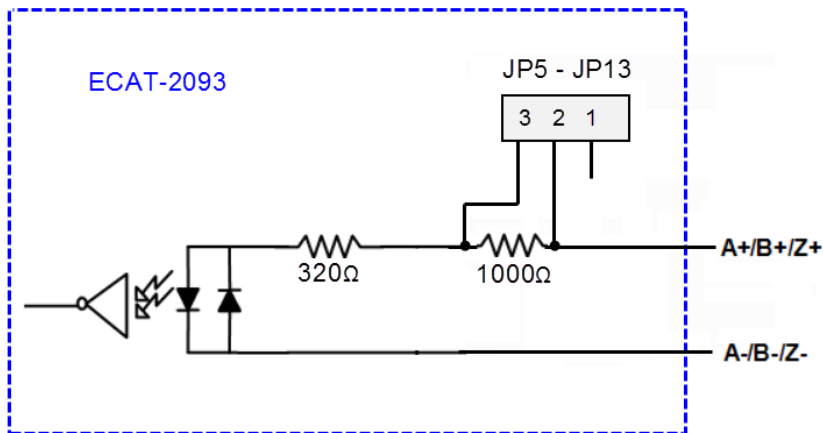 JP5 - JP13
ECAT-2093
3 2 1
A+/B+/Z+
320Ω
1000Ω
A-/B-/Z-